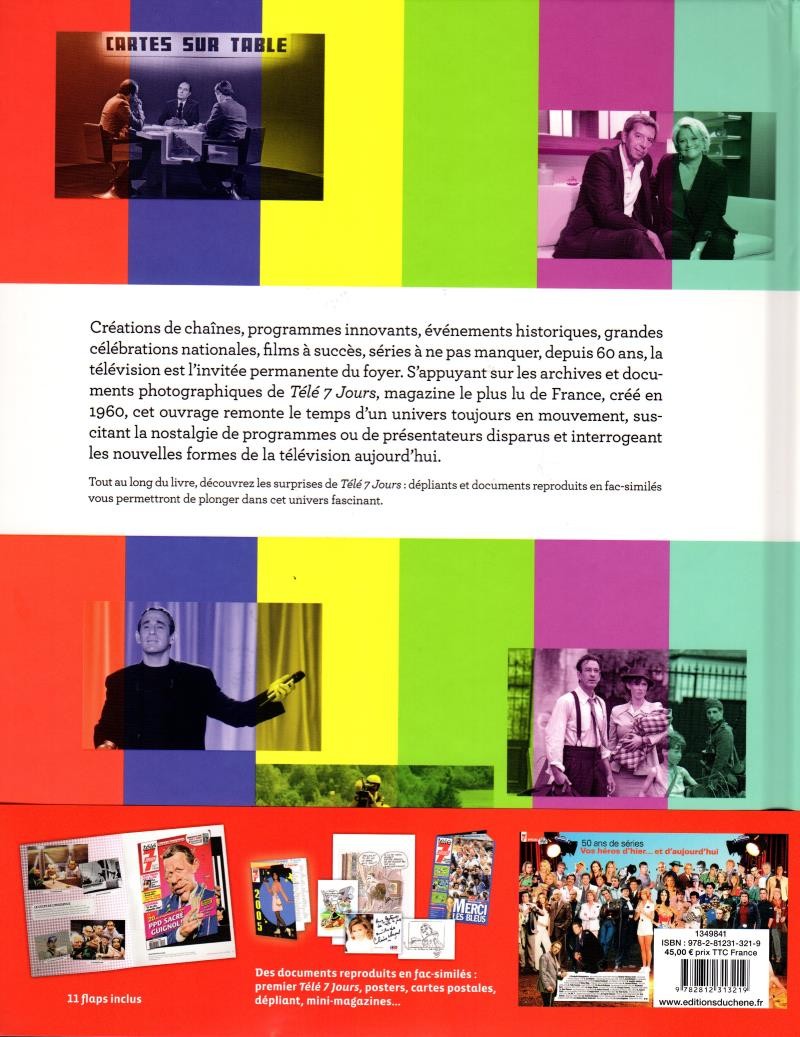 CARTES SUR TABLE
Créations de chaînes, programmes innovants, événements historiques, grandes
célébrations nationales, films à succès, séries à ne pas manquer, depuis 60 ans, la
télévision est l'invitée permanente du foyer. S'appuyant sur les archives et docu-
ments photographiques de Télé 7 Jours, magazine le plus lu de France, créé en
1960, cet ouvrage remonte le temps d'un univers toujours en mouvement, sus-
citant la nostalgie de programmes ou de présentateurs disparus et interrogeant
les nouvelles formes de la télévision aujourd'hui.
Tout au long du livre, découvrez les surprises de Télé 7 Jours : dépliants et documents reproduits en fac-similés
vous permettront de plonger dans cet univers fascinant.
PPD SACRÉ
GUIGNOL
11 flaps inclus
2005
MERCI
LES BLEUS
Des documents reproduits en fac-similés :
premier Télé 7 Jours, posters, cartes postales,
dépliant, mini-magazines...
50 ans de séries
Vos héros d'hier... et d'aujourd'hui
1349841
ISBN : 978-2-81231-321-9
45,00 € prix TTC France
9 782812 313219
www.editionsduchene.fr